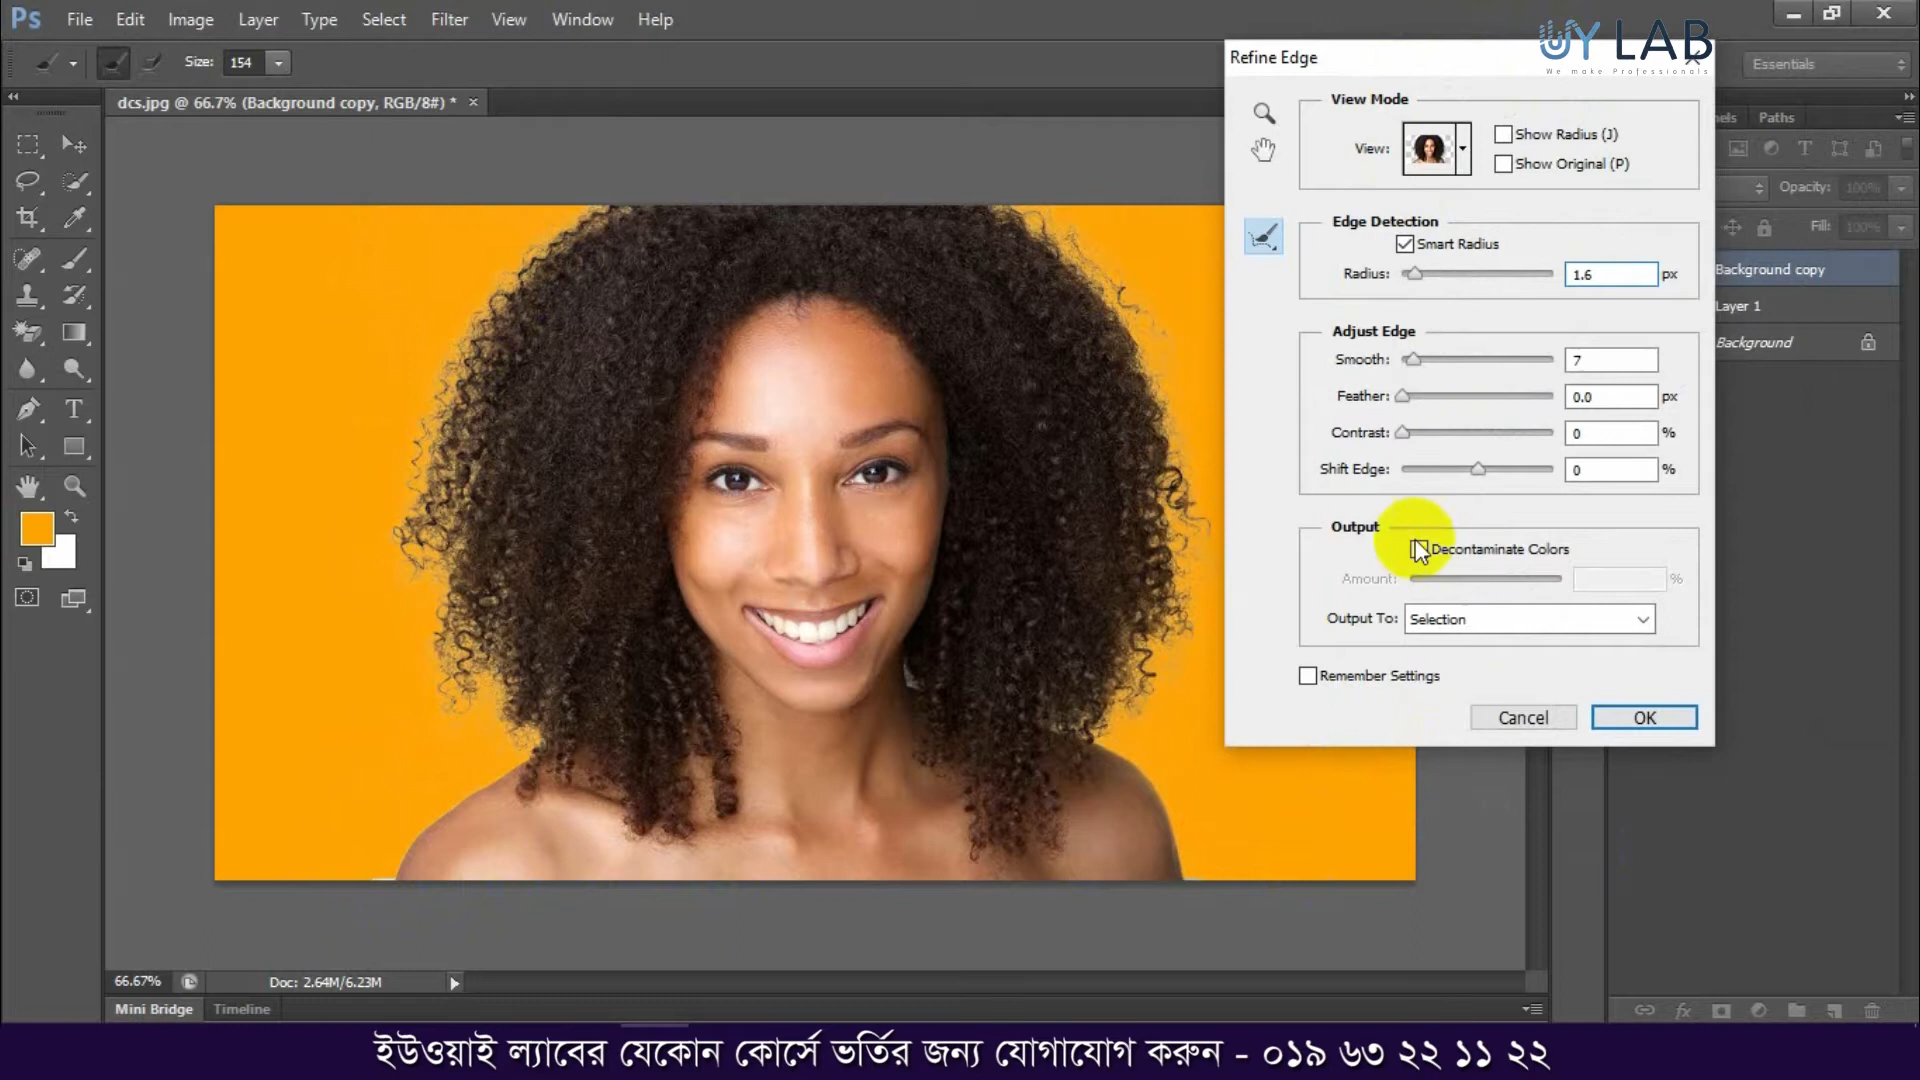 Ps File Edit Image Layer Type Select Filter View Window Help
UY LAB
We make Professionals
Size: 154
Essentials
Refine Edge
dcs.jpg @ 66.7% (Background copy, RGB/8#) * ×
Paths
View Mode
View:
Show Radius (J)
Show Original (P)
Opacity: 100%
Edge Detection
Smart Radius
Fill: 100%
Radius: 1.6 px
Background copy
Layer 1
Adjust Edge
Background
Smooth: 7
Feather: 0.0 px
Contrast: 0 %
Shift Edge: 0 %
Output
Decontaminate Colors
Amount: %
Output To: Selection
Remember Settings
Cancel OK
66.67% Doc: 2.64M/6.23M
Mini Bridge Timeline
ইউওয়াই ল্যাবের যেকোন কোর্সে ভর্তির জন্য যোগাযোগ করুন - ০১৯ ৬৩ ২২ ১১ ২২